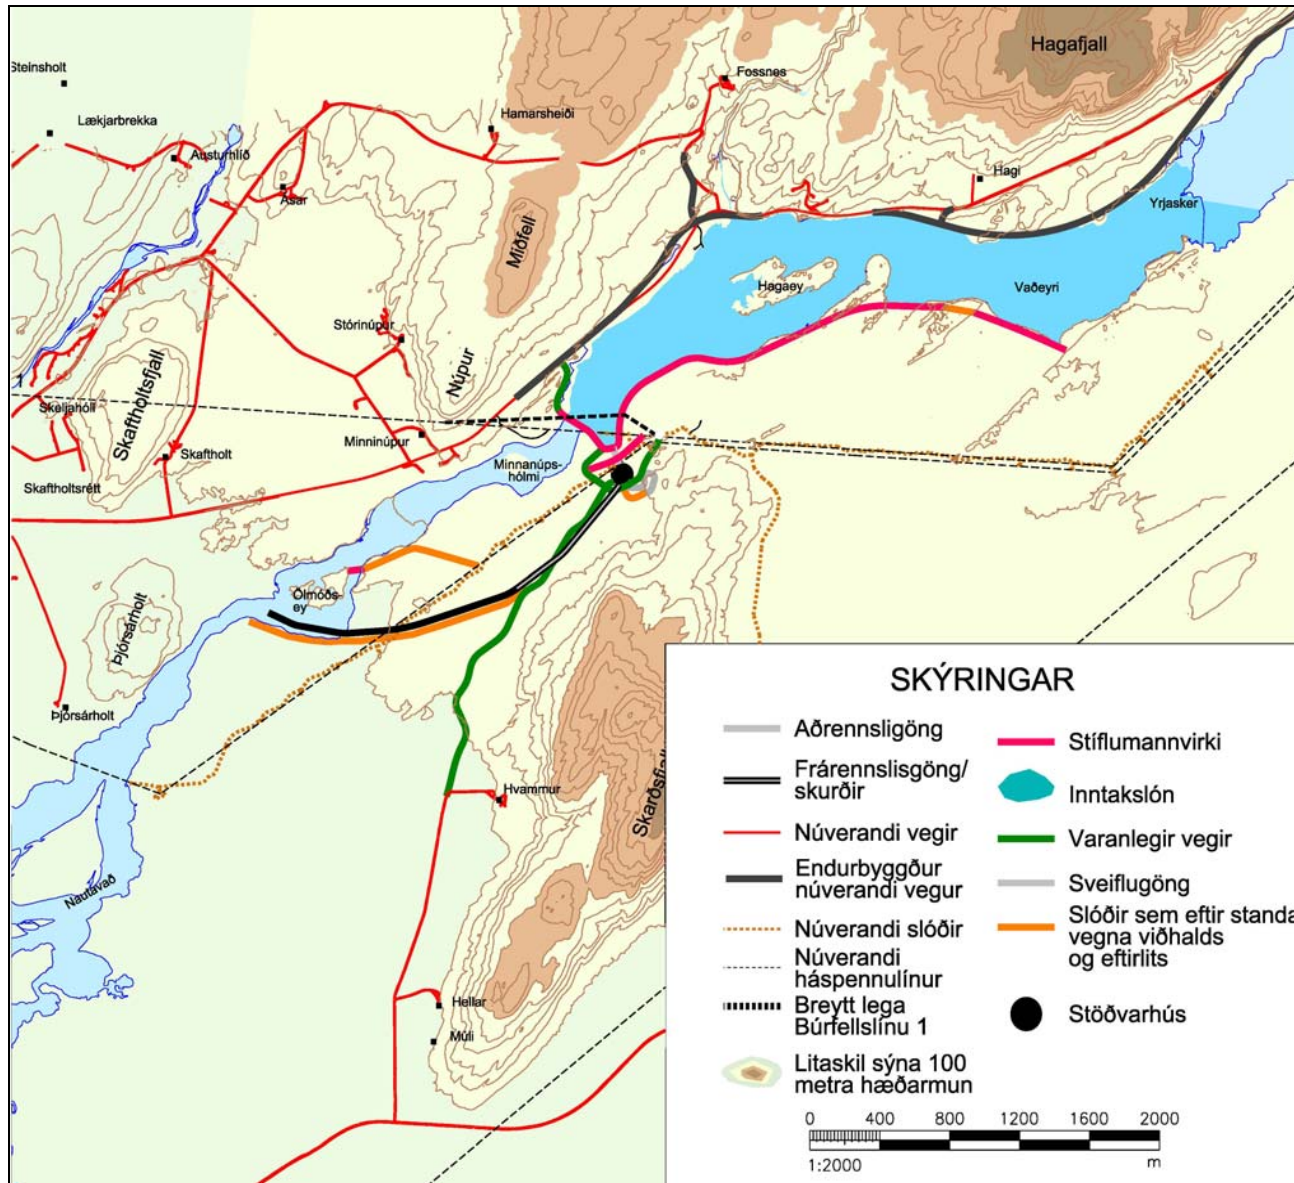 Hagafjall
Steinsholt
Fossnes
Lækjarbrekka
Hamarsheiði
Austurhlíð
Ásar
Hagi
Yrjasker
Miðfell
Hagaey
Vaðeyri
Stórinúpur
Núpur
1
Skeljahóll
Skaftholtsfjall
Minninúpur
Skaftholt
Minnanúps-
hólmi
Skaftholtsrétt
Ölmóðs-
ey
Þjórsárholt
Þjórsárholt
Hvammur
Skarðsfjall
Nautavað
Hellar
Múli
SKÝRINGAR
Aðrennsligöng
Frárennslisgöng/
skurðir
Núverandi vegir
Endurbyggður
núverandi vegur
Núverandi slóðir
Núverandi
háspennulínur
Breytt lega
Búrfellslínu 1
Litaskil sýna 100
metra hæðarmun
Stíflumannvirki
Inntakslón
Varanlegir vegir
Sveiflugöng
Slóðir sem eftir standa
vegna viðhalds
og eftirlits
Stöðvarhús
0 400 800 1200 1600 2000
1:2000 m